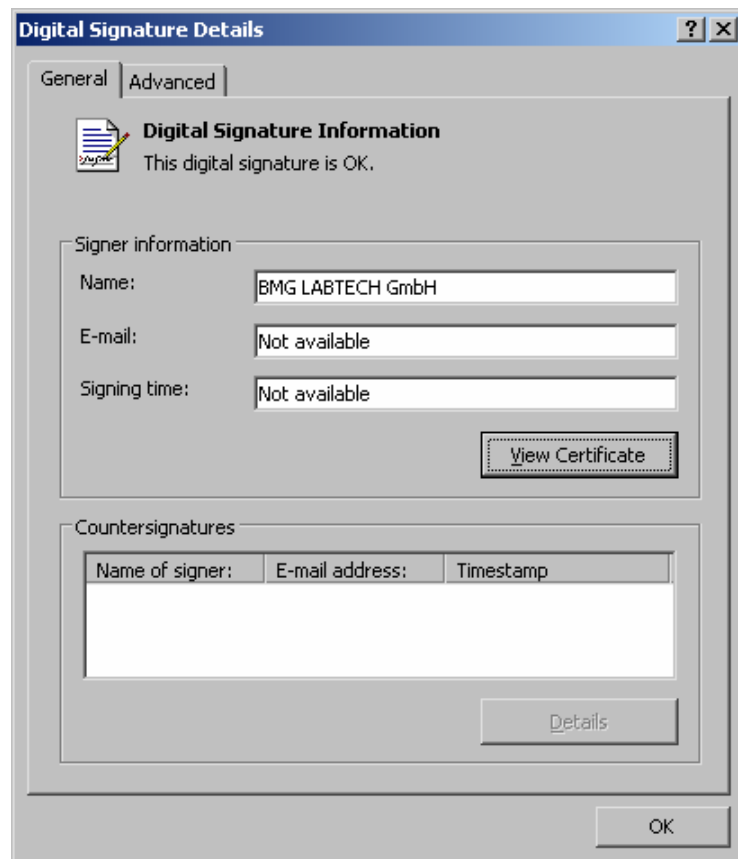 Digital Signature Details
General Advanced
Digital Signature Information
This digital signature is OK.
Signer information
Name: BMG LABTECH GmbH
E-mail: Not available
Signing time: Not available
View Certificate
Countersignatures
Name of signer: E-mail address: Timestamp
Details
OK